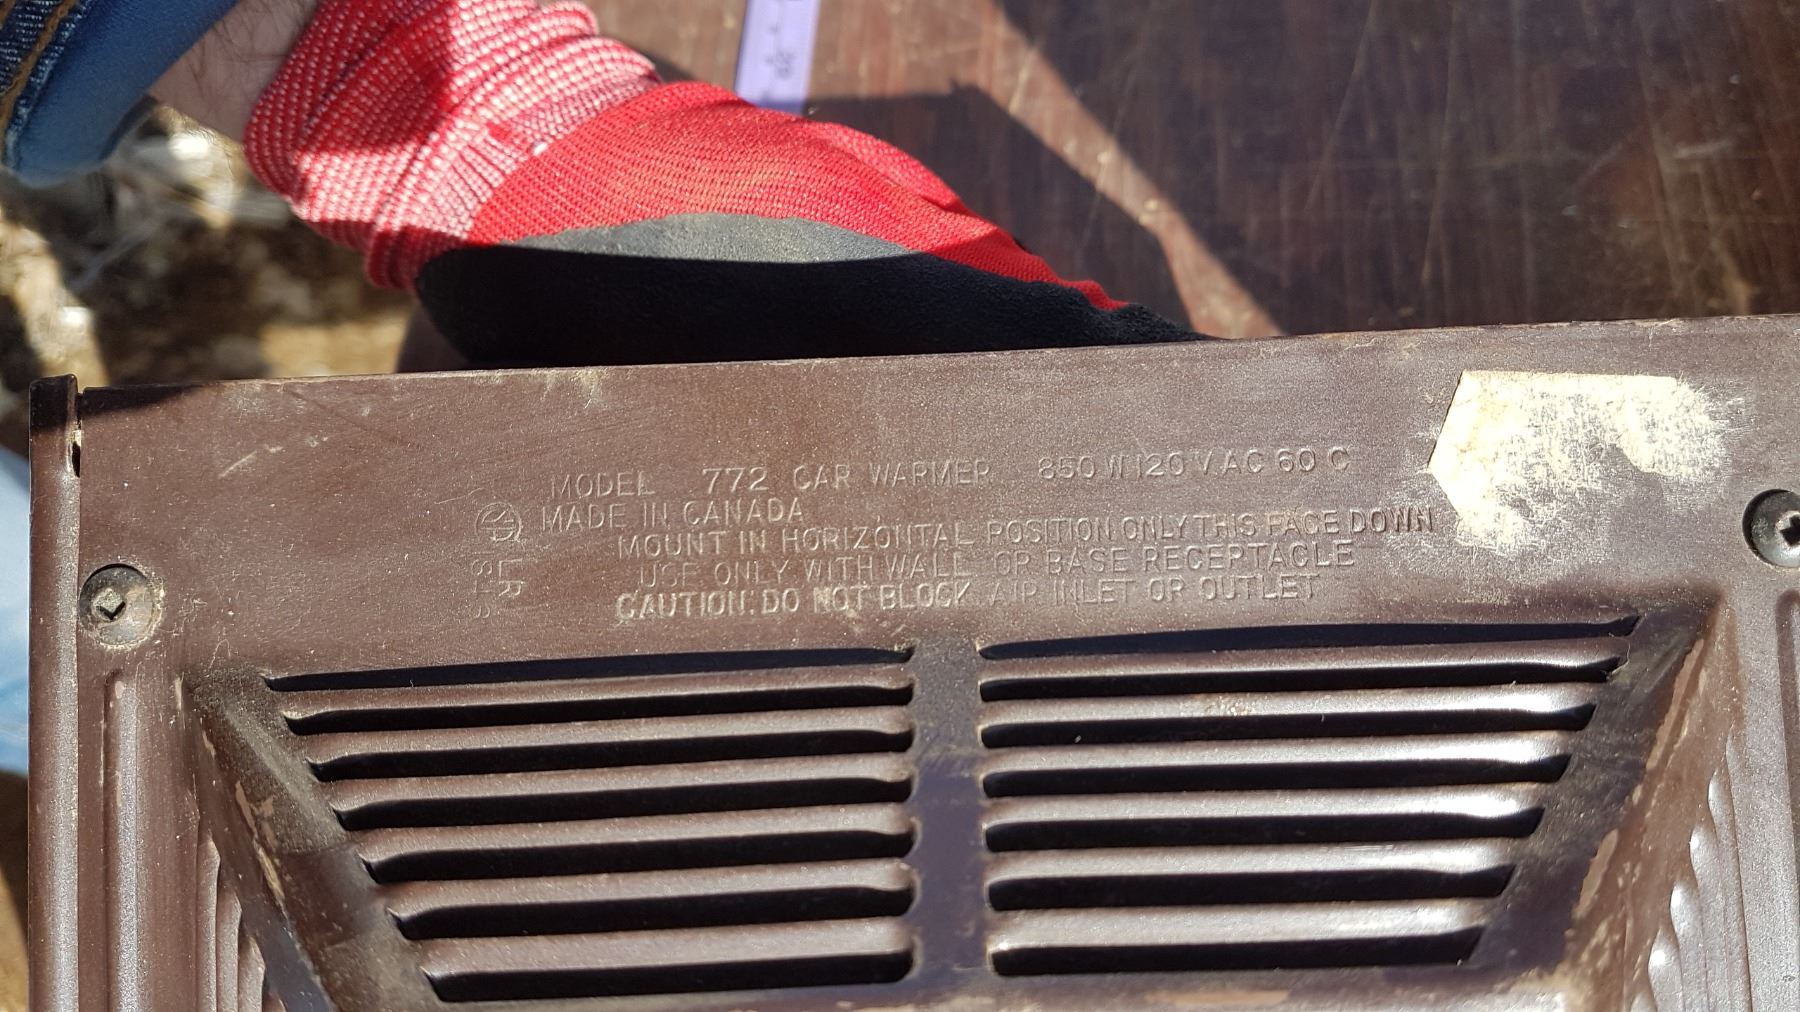 MODEL 772 CAR WARMER 850 W 120 V AC 60 C
MADE IN CANADA
MOUNT IN HORIZONTAL POSITION ONLY THIS FACE DOWN
USE ONLY WITH WALL OR BASE RECEPTACLE
CAUTION: DO NOT BLOCK AIR INLET OR OUTLET
LR